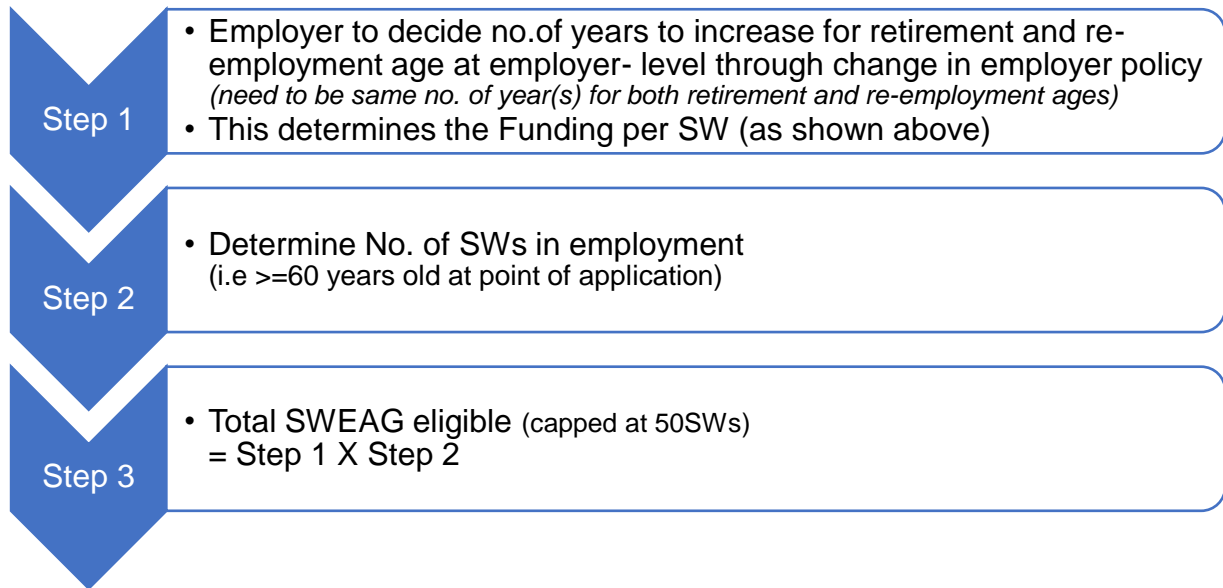 Step 1
• Employer to decide no.of years to increase for retirement and re-
employment age at employer- level through change in employer policy
(need to be same no. of year(s) for both retirement and re-employment ages)
• This determines the Funding per SW (as shown above)
Step 2
• Determine No. of SWs in employment
(i.e >=60 years old at point of application)
Step 3
• Total SWEAG eligible (capped at 50SWs)
= Step 1 X Step 2